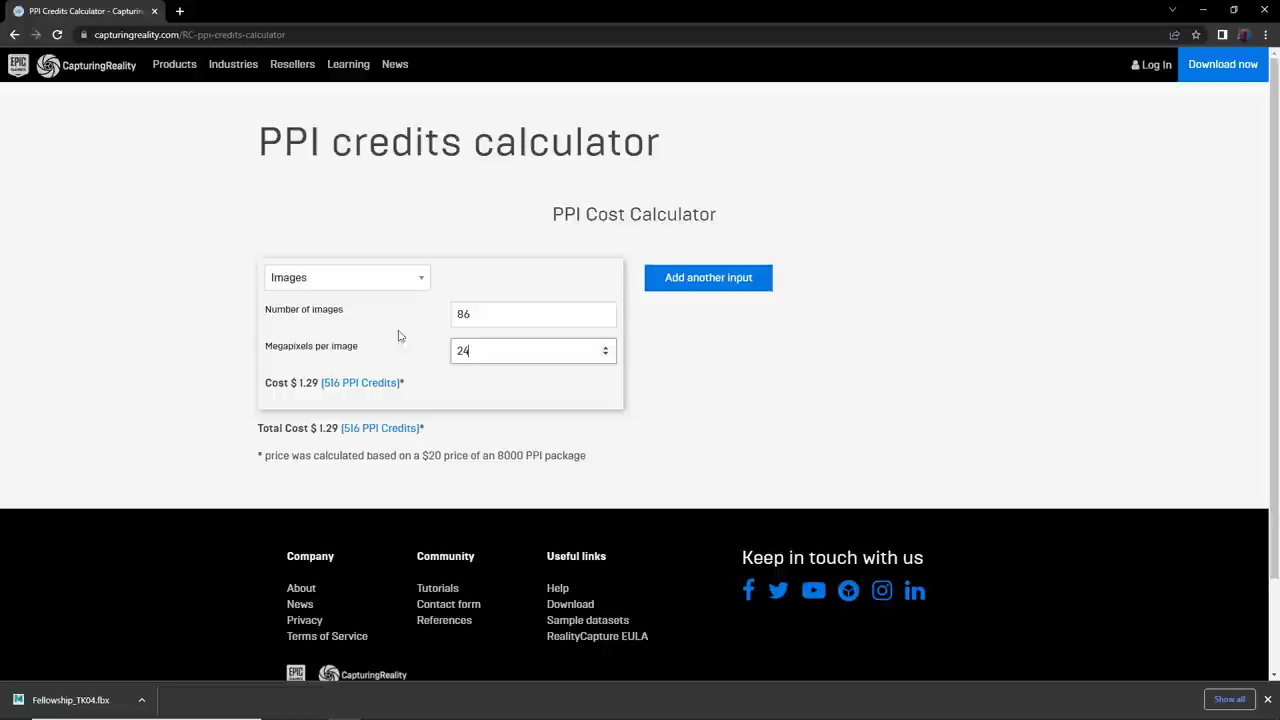 PPI Credits Calculator - Capturin
capturingreality.com/RC-ppi-credits-calculator
EPIC GAMES CapturingReality Products Industries Resellers Learning News Log In Download now
PPI credits calculator
PPI Cost Calculator
Images Add another input
Number of images 86
Megapixels per image 24
Cost $ 1.29 (516 PPI Credits)*
Total Cost $ 1.29 (516 PPI Credits)*
* price was calculated based on a $20 price of an 8000 PPI package
Company Community Useful links Keep in touch with us
About Tutorials Help
News Contact form Download
Privacy References Sample datasets
Terms of Service RealityCapture EULA
EPIC GAMES CapturingReality
Fellowship_TK04.fbx Show all